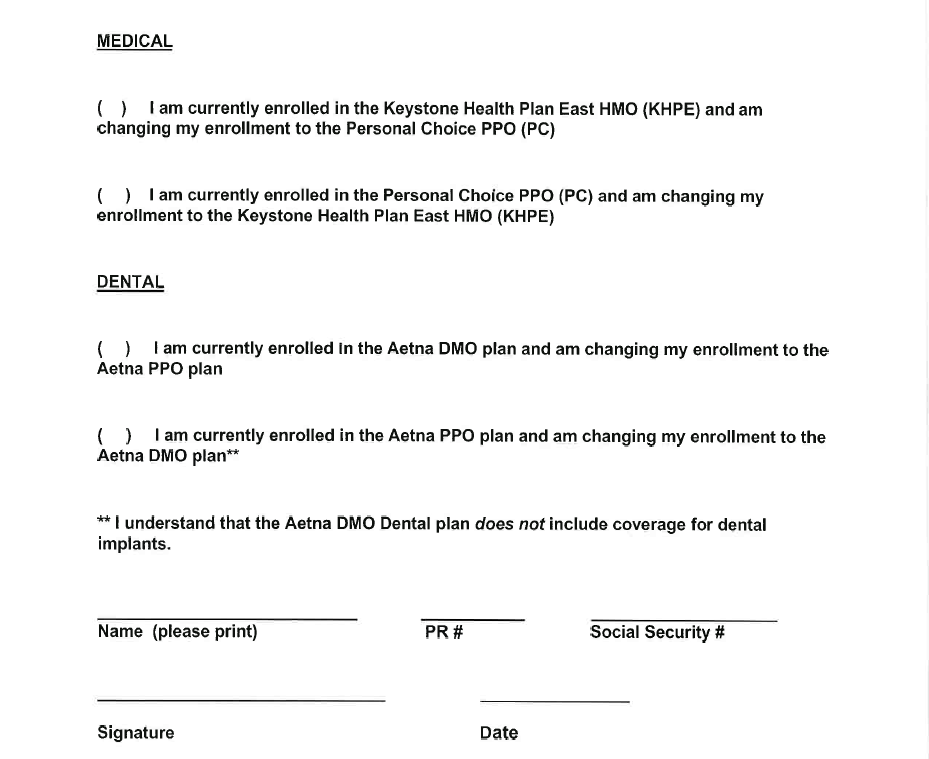 MEDICAL
( ) I am currently enrolled in the Keystone Health Plan East HMO (KHPE) and am
changing my enrollment to the Personal Choice PPO (PC)
( ) I am currently enrolled in the Personal Choice PPO (PC) and am changing my
enrollment to the Keystone Health Plan East HMO (KHPE)
DENTAL
( ) I am currently enrolled in the Aetna DMO plan and am changing my enrollment to the
Aetna PPO plan
( ) I am currently enrolled in the Aetna PPO plan and am changing my enrollment to the
Aetna DMO plan**
** I understand that the Aetna DMO Dental plan does not include coverage for dental
implants.
Name (please print) PR # Social Security #
Signature Date